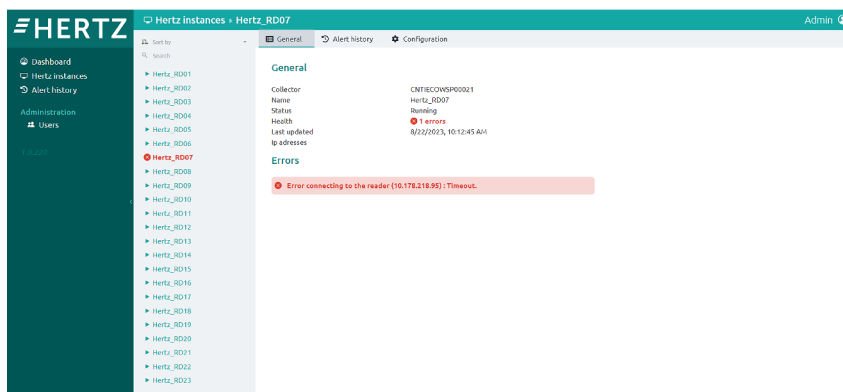 HERTZ
Hertz instances › Hertz_RD07
Admin
Dashboard
Hertz instances
Alert history
Administration
Users
1.0.220
Sort by
Search
Hertz_RD01
Hertz_RD02
Hertz_RD03
Hertz_RD04
Hertz_RD05
Hertz_RD06
Hertz_RD07
Hertz_RD08
Hertz_RD09
Hertz_RD10
Hertz_RD11
Hertz_RD12
Hertz_RD13
Hertz_RD14
Hertz_RD15
Hertz_RD16
Hertz_RD17
Hertz_RD18
Hertz_RD19
Hertz_RD20
Hertz_RD21
Hertz_RD22
Hertz_RD23
General Alert history Configuration
General
Collector CNTIECOWSP00021
Name Hertz_RD07
Status Running
Health 1 errors
Last updated 8/22/2023, 10:12:45 AM
Ip adresses
Errors
Error connecting to the reader (10.178.218.95) : Timeout.